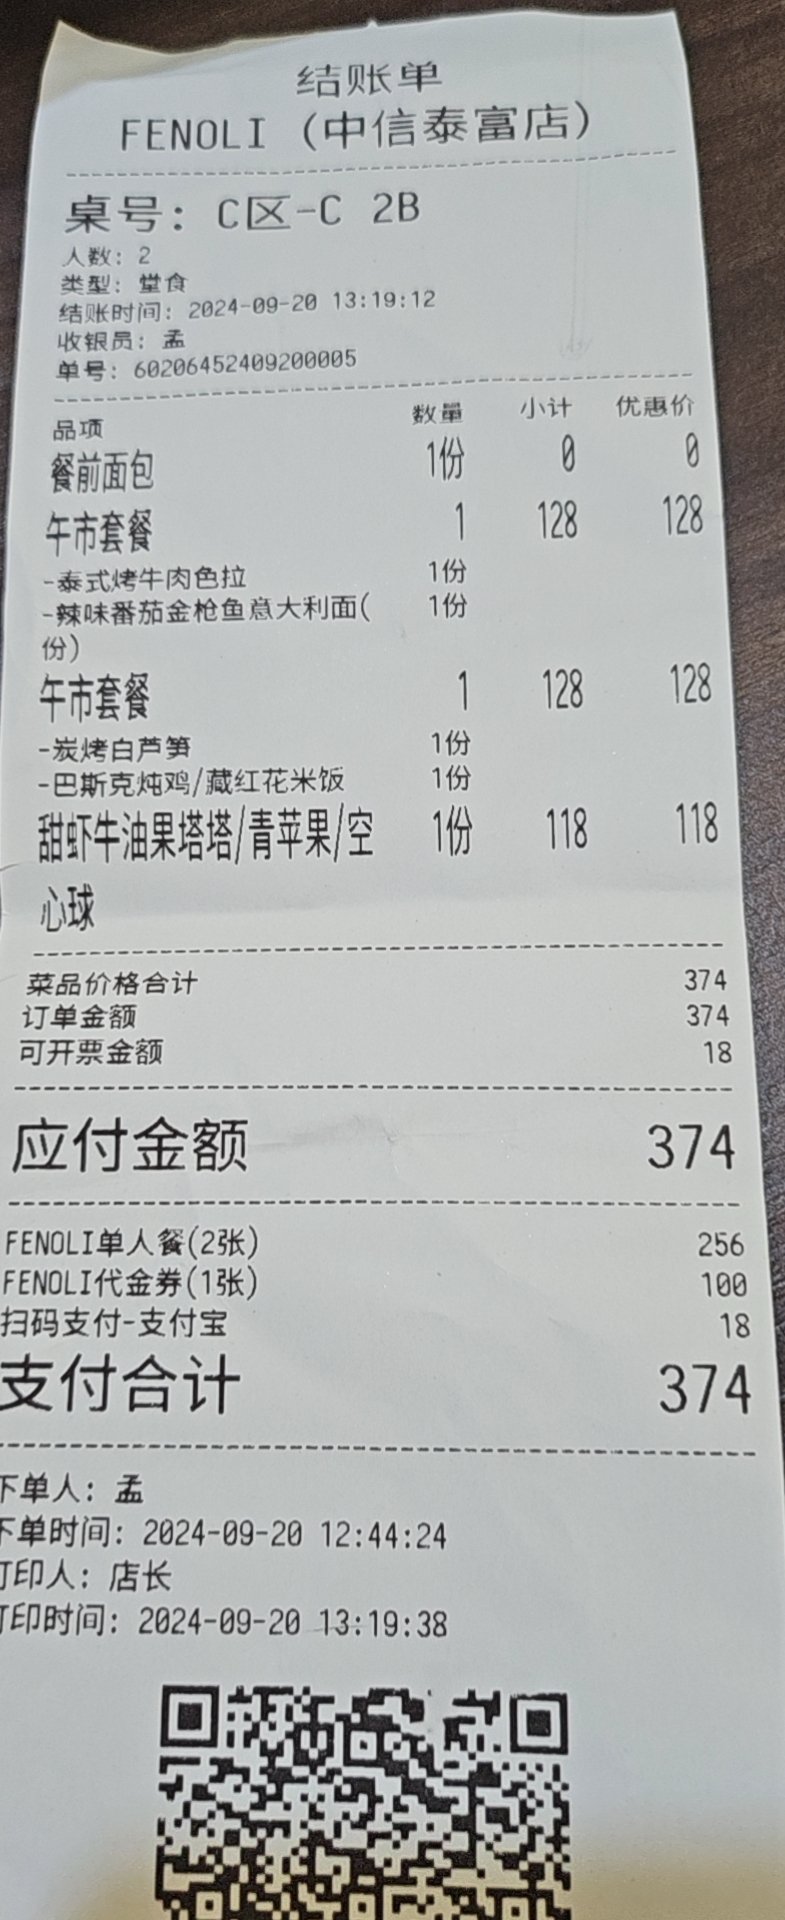 结账单
FENOLI（中信泰富店）
桌号：C区-C 2B
人数：2
类型：堂食
结账时间：2024-09-20 13:19:12
收银员：孟
单号：60206452409200005
品项 数量 小计 优惠价
餐前面包 1份 0 0
午市套餐 1 128 128
-泰式烤牛肉色拉 1份
-辣味番茄金枪鱼意大利面( 1份
份)
午市套餐 1 128 128
-炭烤白芦笋 1份
-巴斯克炖鸡/藏红花米饭 1份
甜虾牛油果塔塔/青苹果/空 1份 118 118
心球
菜品价格合计 374
订单金额 374
可开票金额 18
应付金额 374
FENOLI单人餐(2张) 256
FENOLI代金券(1张) 100
扫码支付-支付宝 18
支付合计 374
下单人：孟
下单时间：2024-09-20 12:44:24
打印人：店长
打印时间：2024-09-20 13:19:38